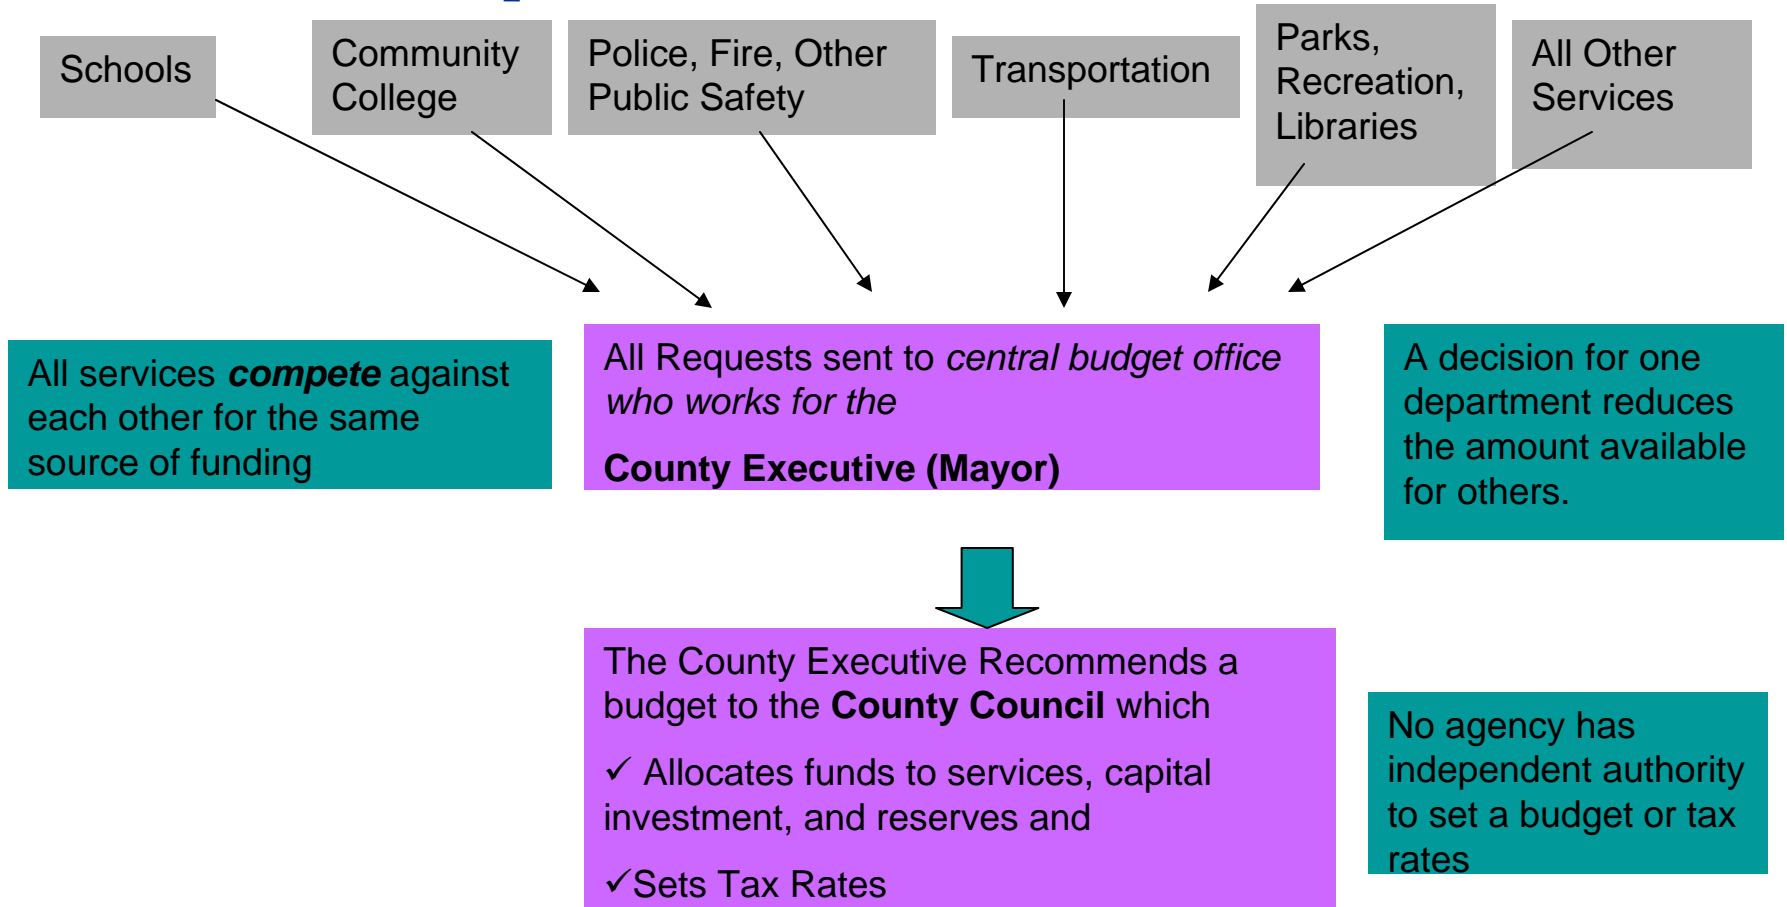 Schools
Community
College
Police, Fire, Other
Public Safety
Transportation
Parks,
Recreation,
Libraries
All Other
Services
All services compete against
each other for the same
source of funding
All Requests sent to central budget office
who works for the
County Executive (Mayor)
A decision for one
department reduces
the amount available
for others.
The County Executive Recommends a
budget to the County Council which
✓ Allocates funds to services, capital
investment, and reserves and
✓Sets Tax Rates
No agency has
independent authority
to set a budget or tax
rates